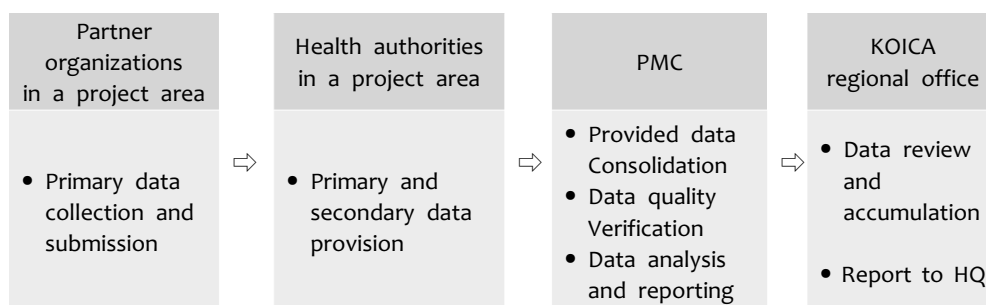 Partner
organizations
in a project area
Health authorities
in a project area
PMC
KOICA
regional office
• Primary data
collection and
submission
⇨
• Primary and
secondary data
provision
⇨
• Provided data
Consolidation
• Data quality
Verification
• Data analysis
and reporting
⇨
• Data review
and
accumulation
• Report to HQ